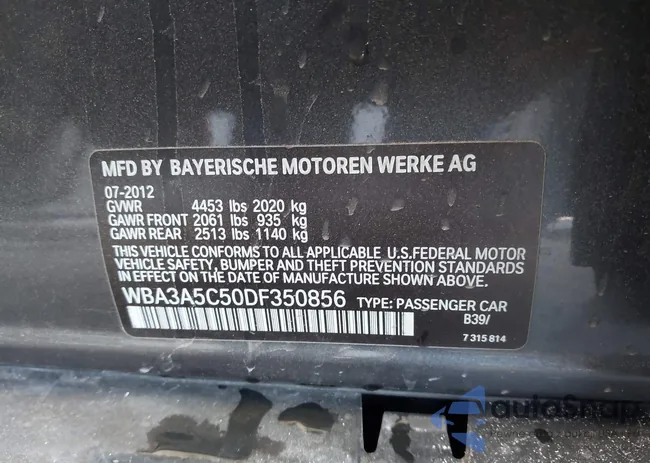 MFD BY BAYERISCHE MOTOREN WERKE AG
07-2012
GVWR 4453 lbs 2020 kg
GAWR FRONT 2061 lbs 935 kg
GAWR REAR 2513 lbs 1140 kg
THIS VEHICLE CONFORMS TO ALL APPLICABLE U.S.FEDERAL MOTOR
VEHICLE SAFETY, BUMPER AND THEFT PREVENTION STANDARDS
IN EFFECT ON THE DATE OF MANUFACTURE SHOWN ABOVE.
WBA3A5C50DF350856 TYPE: PASSENGER CAR
B39/
7 315 814
autoSnap